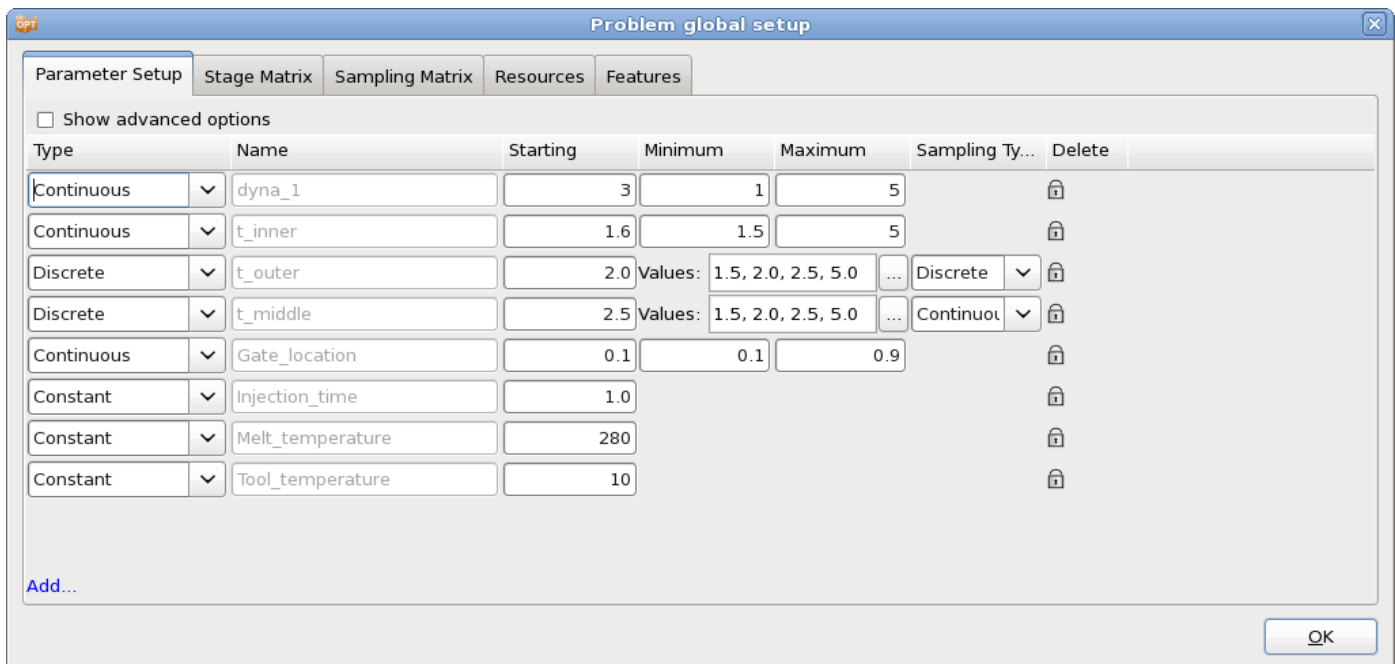 OPT Problem global setup
Parameter Setup Stage Matrix Sampling Matrix Resources Features
Show advanced options
Type Name Starting Minimum Maximum Sampling Ty... Delete
Continuous dyna_1 3 1 5
Continuous t_inner 1.6 1.5 5
Discrete t_outer 2.0 Values: 1.5, 2.0, 2.5, 5.0 ... Discrete
Discrete t_middle 2.5 Values: 1.5, 2.0, 2.5, 5.0 ... Continuou
Continuous Gate_location 0.1 0.1 0.9
Constant Injection_time 1.0
Constant Melt_temperature 280
Constant Tool_temperature 10
Add...
OK